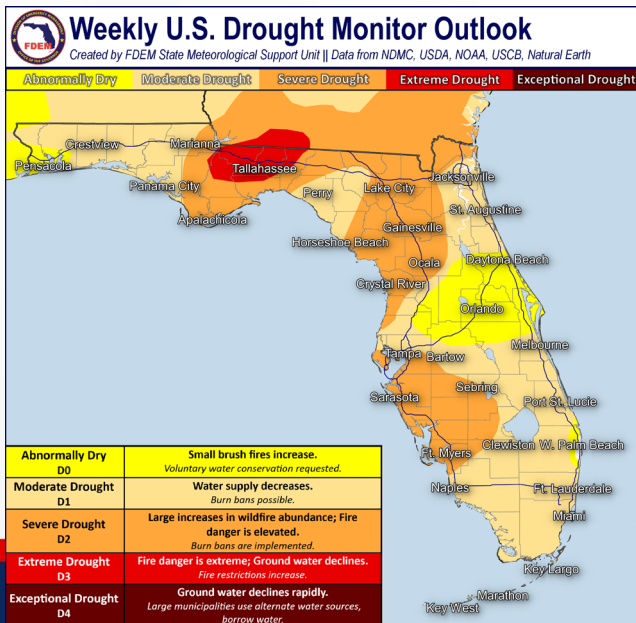 Weekly U.S. Drought Monitor Outlook
FDEM
Created by FDEM State Meteorological Support Unit || Data from NDMC, USDA, NOAA, USCB, Natural Earth
Abnormally Dry Moderate Drought Severe Drought Extreme Drought Exceptional Drought
Crestview
Marianna
Pensacola
Tallahassee
Panama City
Perry
Lake City
Jacksonville
Apalachicola
St. Augustine
Gainesville
Horseshoe Beach
Ocala
Daytona Beach
Crystal River
Orlando
Melbourne
Tampa
Bartow
Sebring
Sarasota
Port St. Lucie
Ft. Myers
Clewiston
W. Palm Beach
Naples
Ft. Lauderdale
Miami
Key Largo
Marathon
Key West
Abnormally Dry
D0
Small brush fires increase.
Voluntary water conservation requested.
Moderate Drought
D1
Water supply decreases.
Burn bans possible.
Severe Drought
D2
Large increases in wildfire abundance; Fire
danger is elevated.
Burn bans are implemented.
Extreme Drought
D3
Fire danger is extreme; Ground water declines.
Fire restrictions increase.
Exceptional Drought
D4
Ground water declines rapidly.
Large municipalities use alternate water sources,
borrow water.